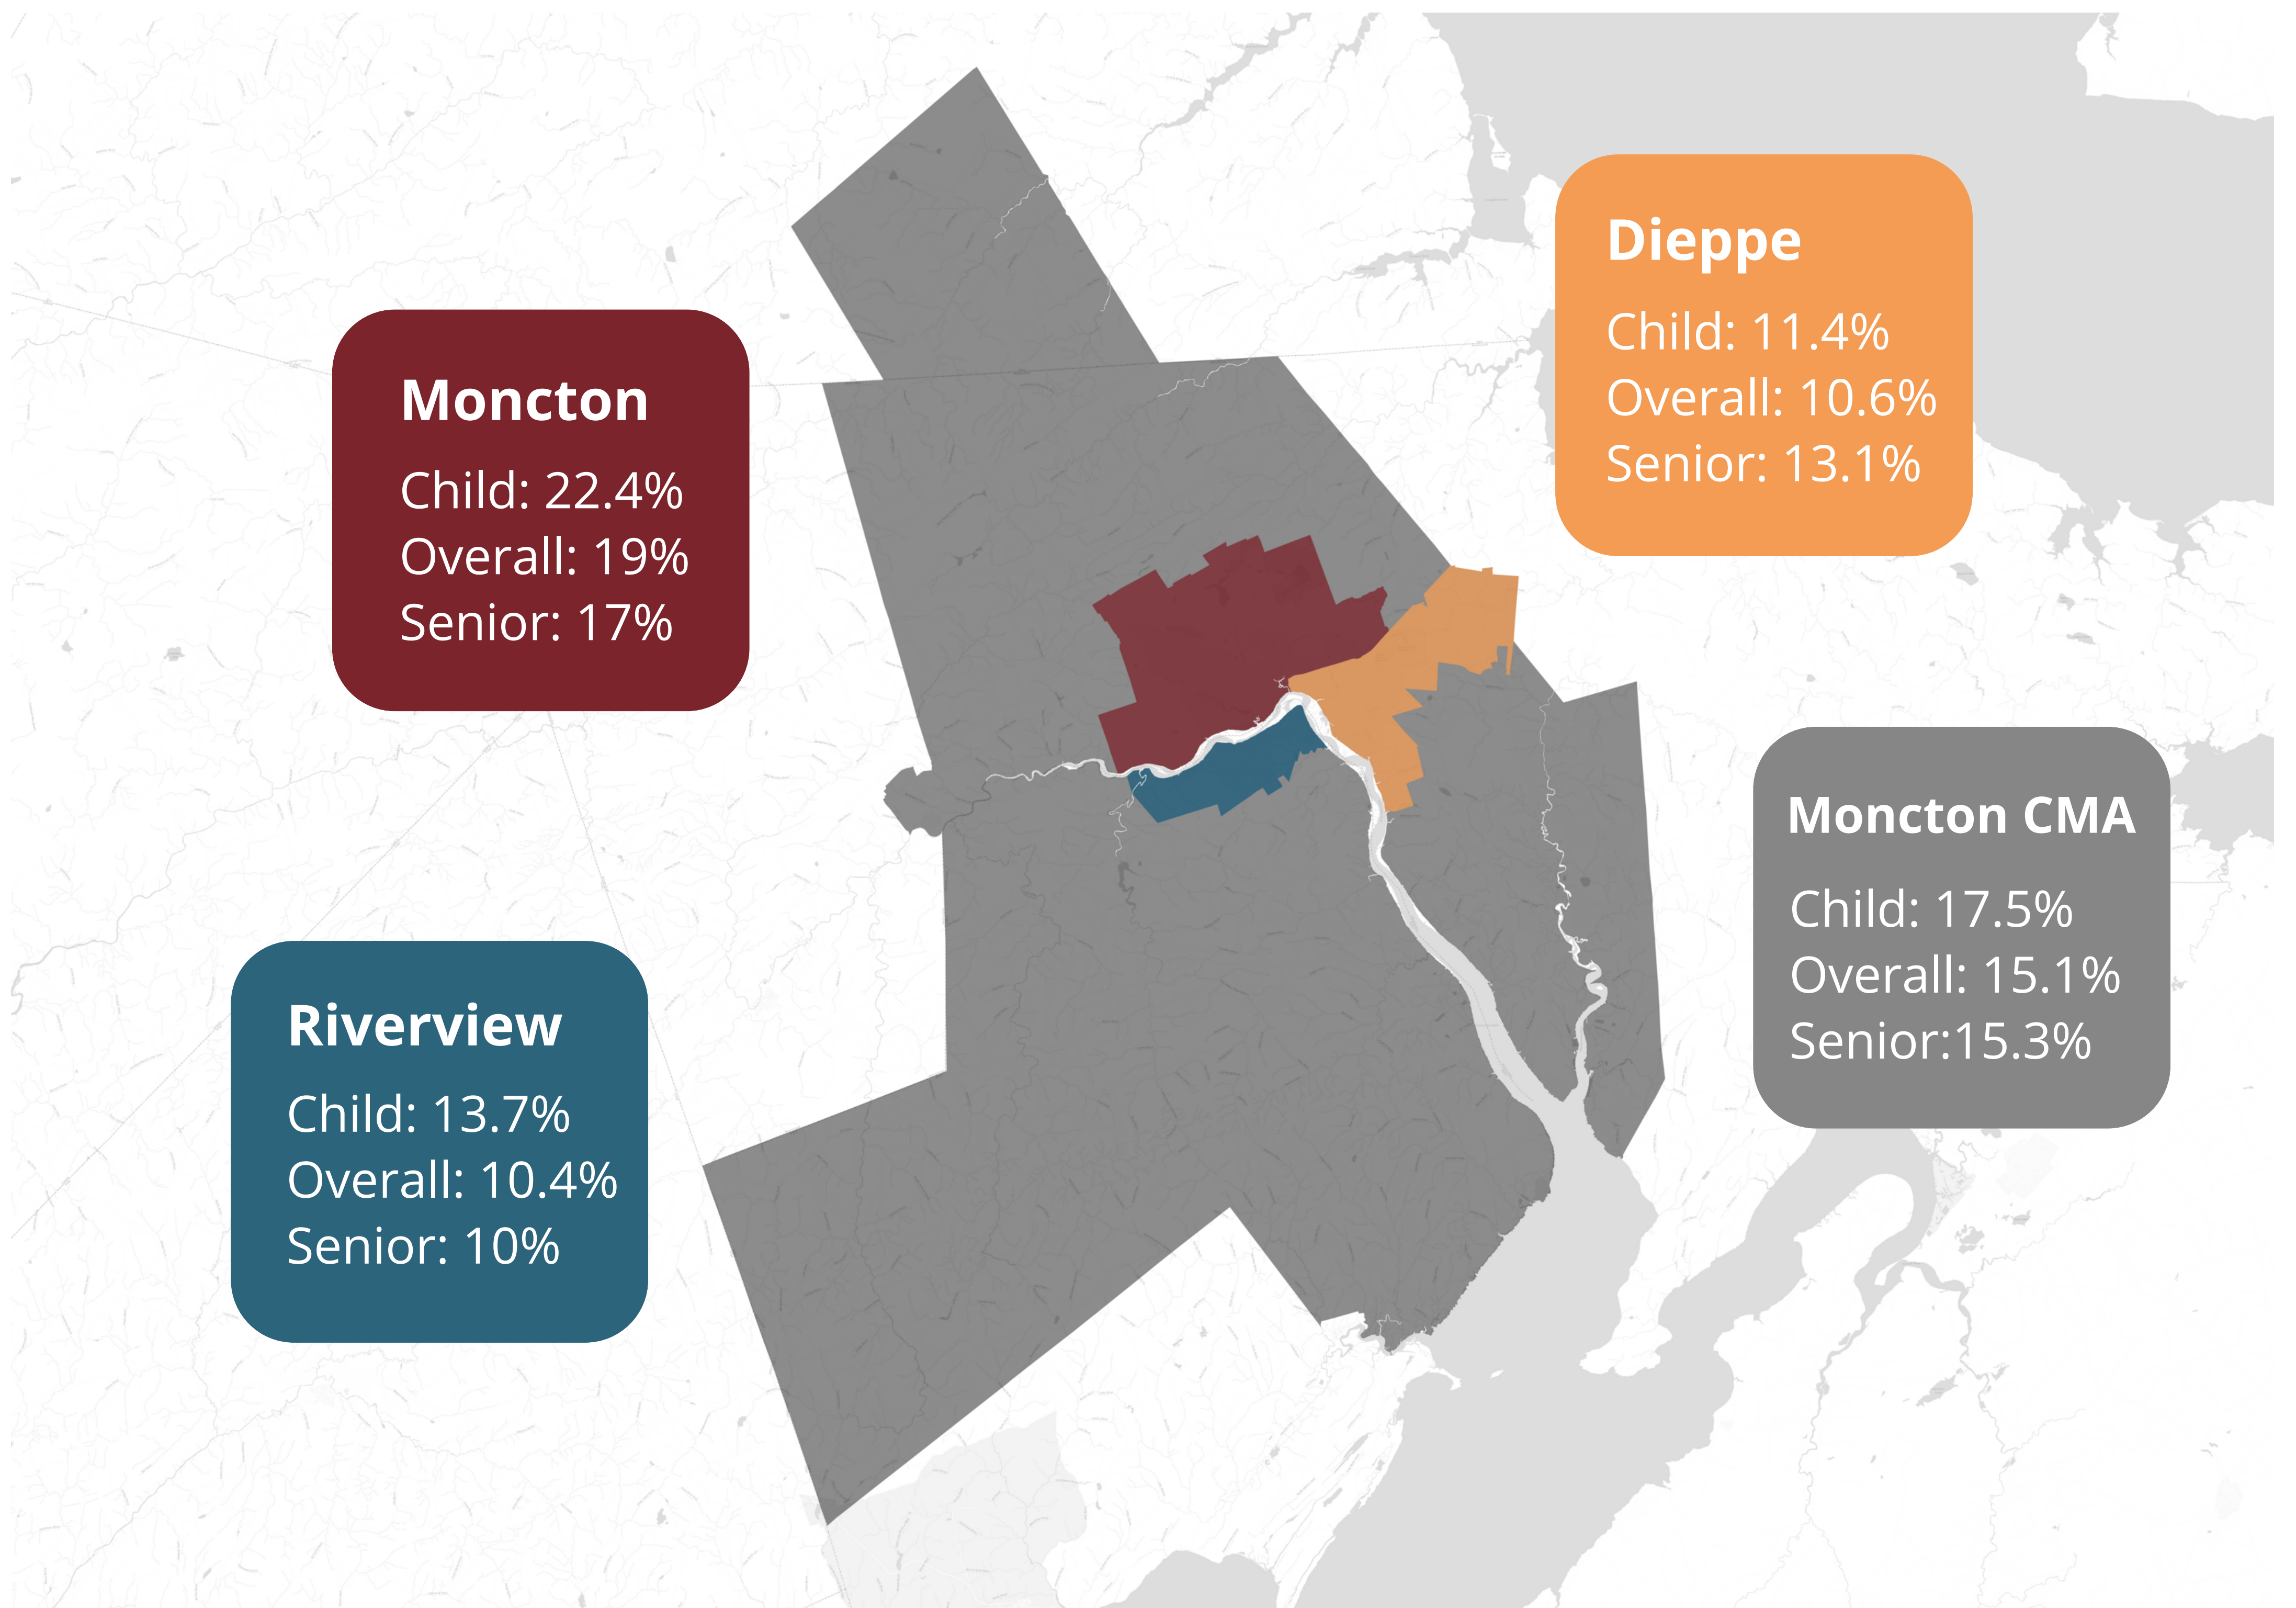 Moncton
Child: 22.4%
Overall: 19%
Senior: 17%
Dieppe
Child: 11.4%
Overall: 10.6%
Senior: 13.1%
Riverview
Child: 13.7%
Overall: 10.4%
Senior: 10%
Moncton CMA
Child: 17.5%
Overall: 15.1%
Senior:15.3%